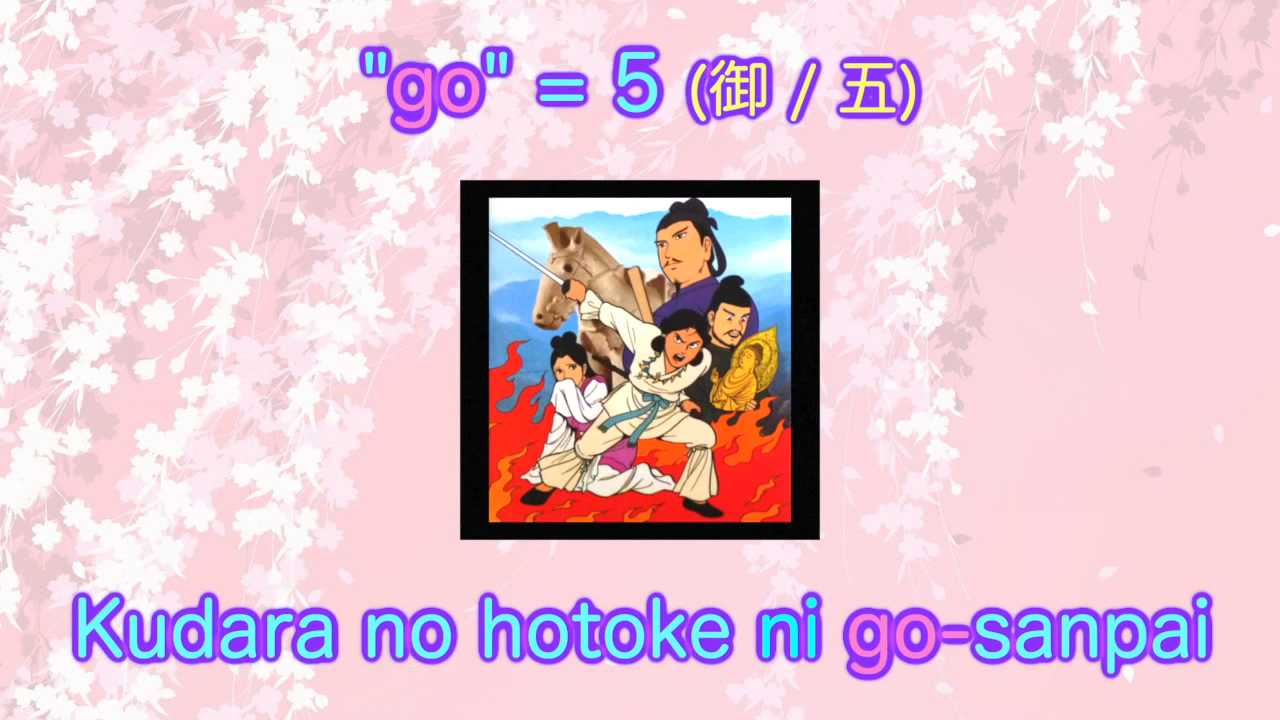 "go" = 5 (御 / 五)
Kudara no hotoke ni go-sanpai